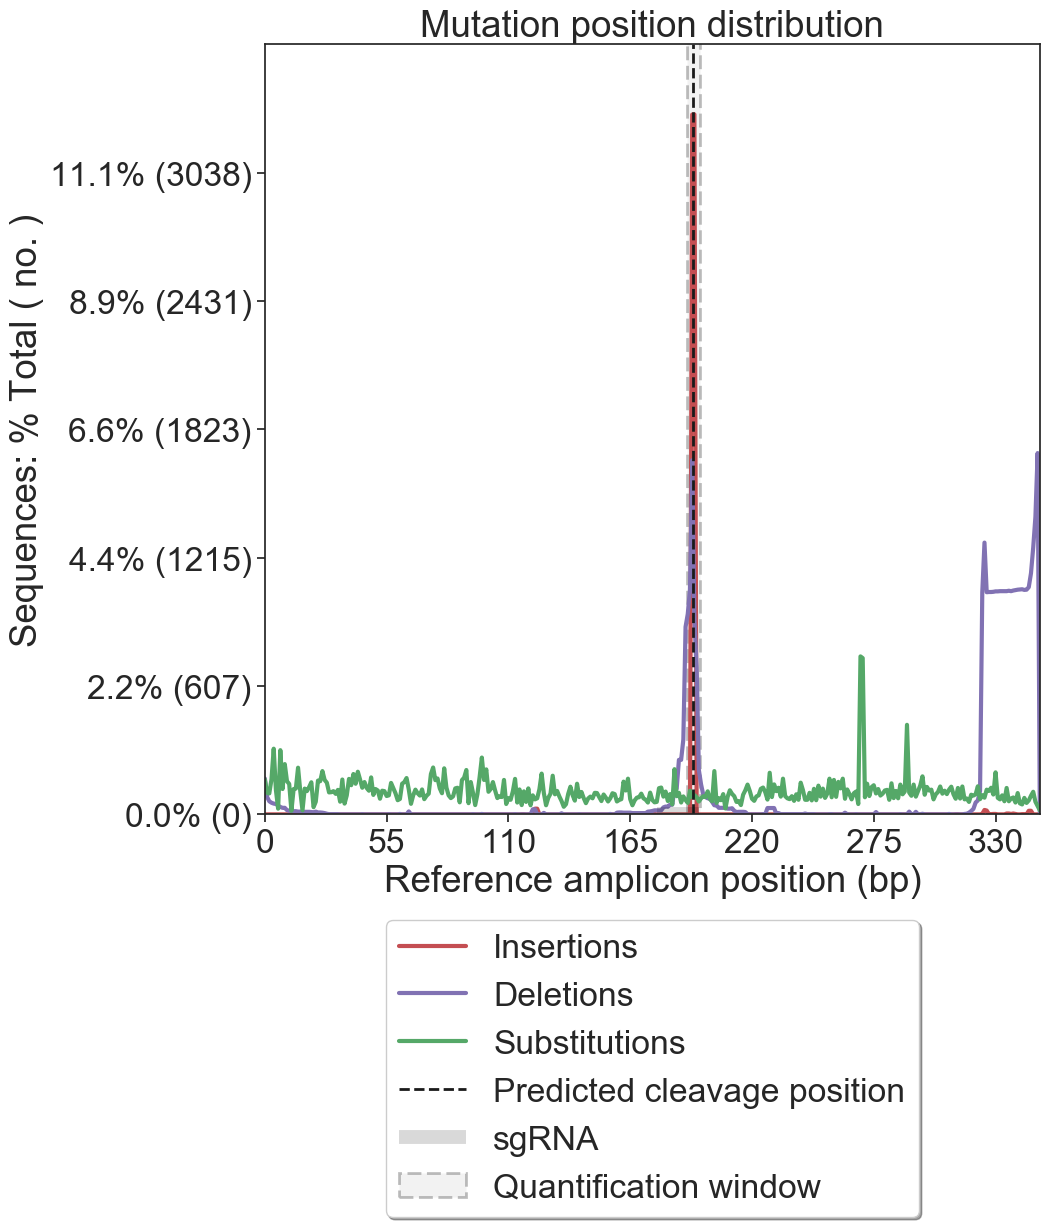 Mutation position distribution
Sequences: % Total ( no. )
11.1% (3038)
8.9% (2431)
6.6% (1823)
4.4% (1215)
2.2% (607)
0.0% (0)
0 55 110 165 220 275 330
Reference amplicon position (bp)
Insertions
Deletions
Substitutions
Predicted cleavage position
sgRNA
Quantification window